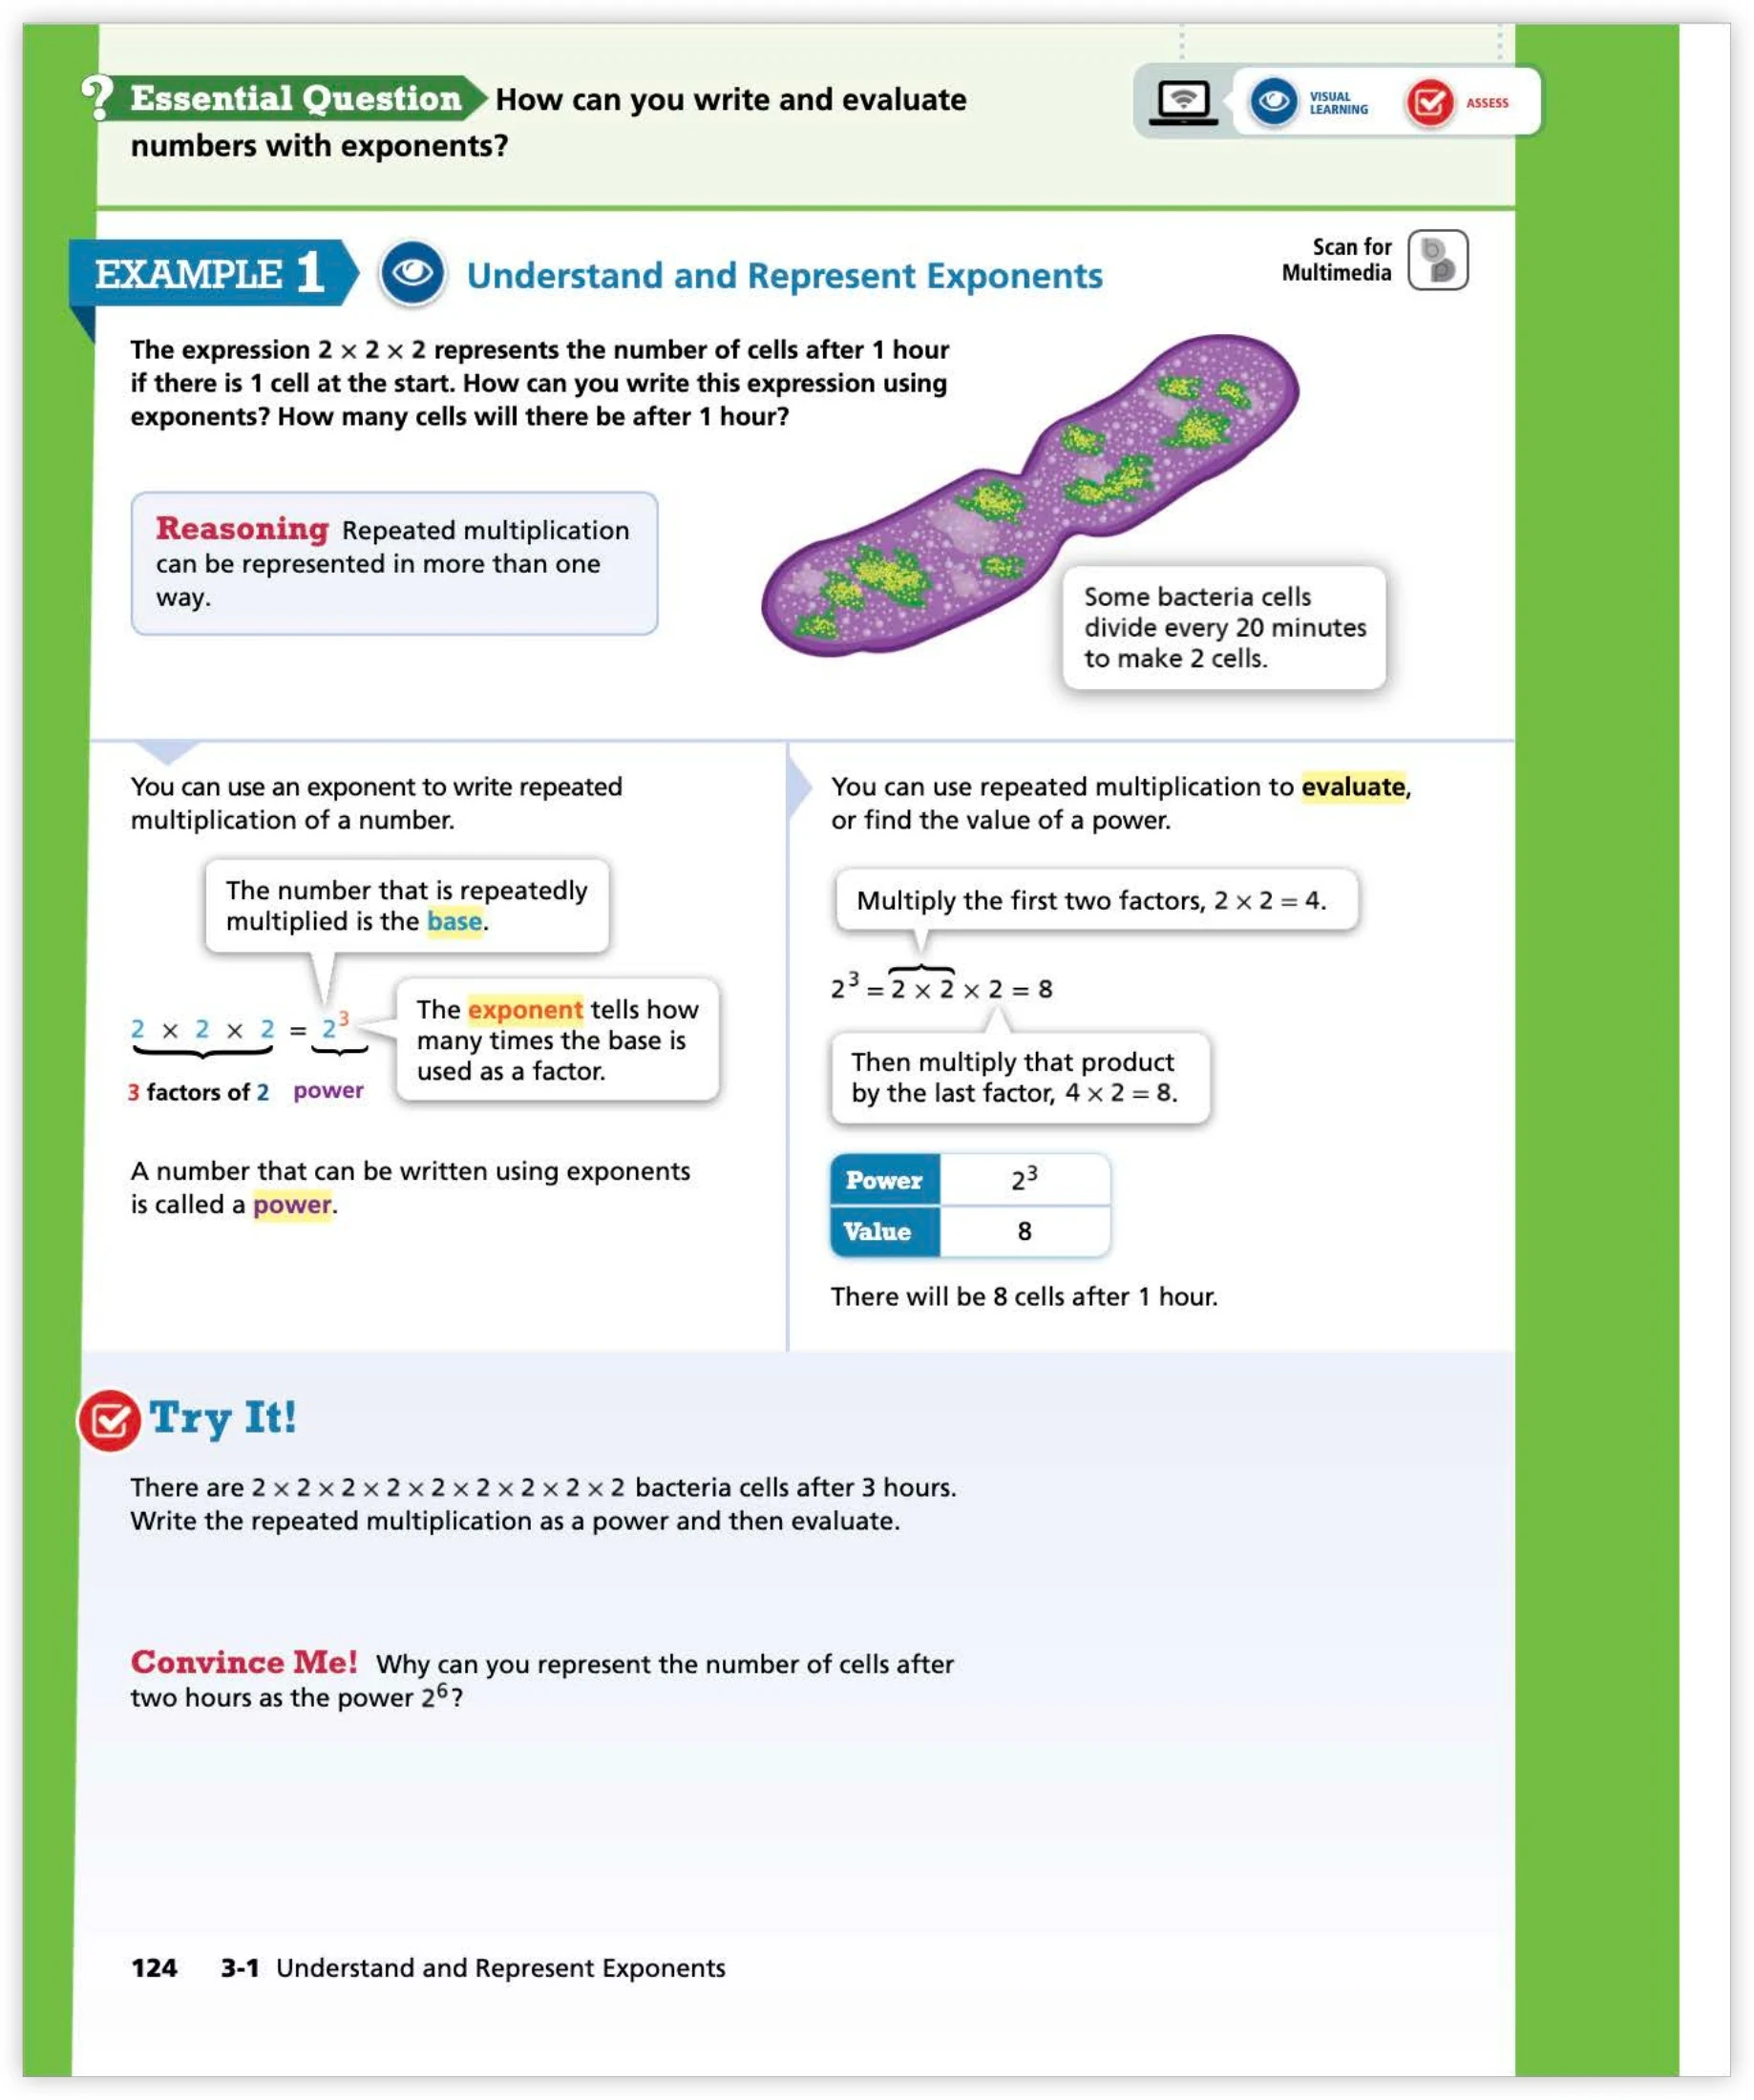 ? Essential Question How can you write and evaluate
numbers with exponents?
VISUAL
LEARNING
ASSESS
EXAMPLE 1 Understand and Represent Exponents
Scan for
Multimedia
The expression 2 × 2 × 2 represents the number of cells after 1 hour
if there is 1 cell at the start. How can you write this expression using
exponents? How many cells will there be after 1 hour?
Reasoning Repeated multiplication
can be represented in more than one
way.
Some bacteria cells
divide every 20 minutes
to make 2 cells.
You can use an exponent to write repeated
multiplication of a number.
The number that is repeatedly
multiplied is the base.
2 × 2 × 2 = 2³
The exponent tells how
many times the base is
used as a factor.
3 factors of 2 power
A number that can be written using exponents
is called a power.
You can use repeated multiplication to evaluate,
or find the value of a power.
Multiply the first two factors, 2 × 2 = 4.
2³ = 2 × 2 × 2 = 8
Then multiply that product
by the last factor, 4 × 2 = 8.
Power 2³
Value 8
There will be 8 cells after 1 hour.
Try It!
There are 2 × 2 × 2 × 2 × 2 × 2 × 2 × 2 × 2 bacteria cells after 3 hours.
Write the repeated multiplication as a power and then evaluate.
Convince Me! Why can you represent the number of cells after
two hours as the power 2⁶?
124 3-1 Understand and Represent Exponents